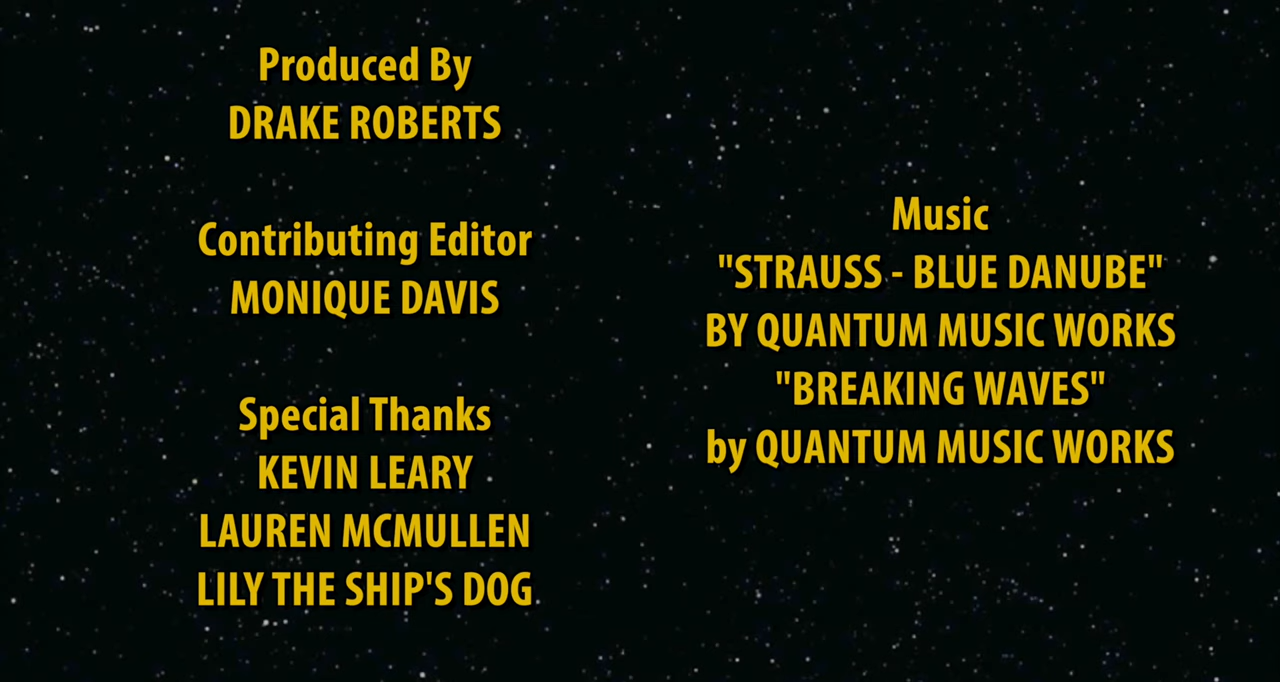 Produced By
DRAKE ROBERTS
Contributing Editor
MONIQUE DAVIS
Special Thanks
KEVIN LEARY
LAUREN MCMULLEN
LILY THE SHIP'S DOG
Music
"STRAUSS - BLUE DANUBE"
BY QUANTUM MUSIC WORKS
"BREAKING WAVES"
by QUANTUM MUSIC WORKS